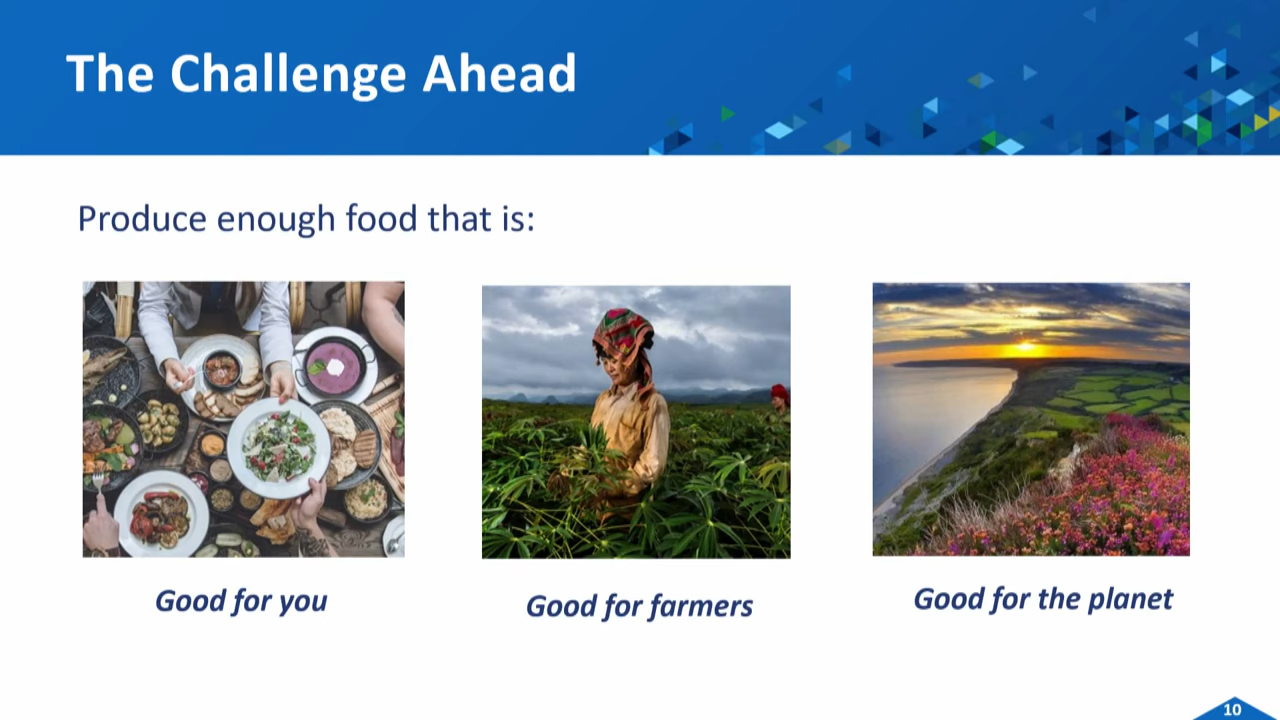 The Challenge Ahead
Produce enough food that is:
Good for you
Good for farmers
Good for the planet
10